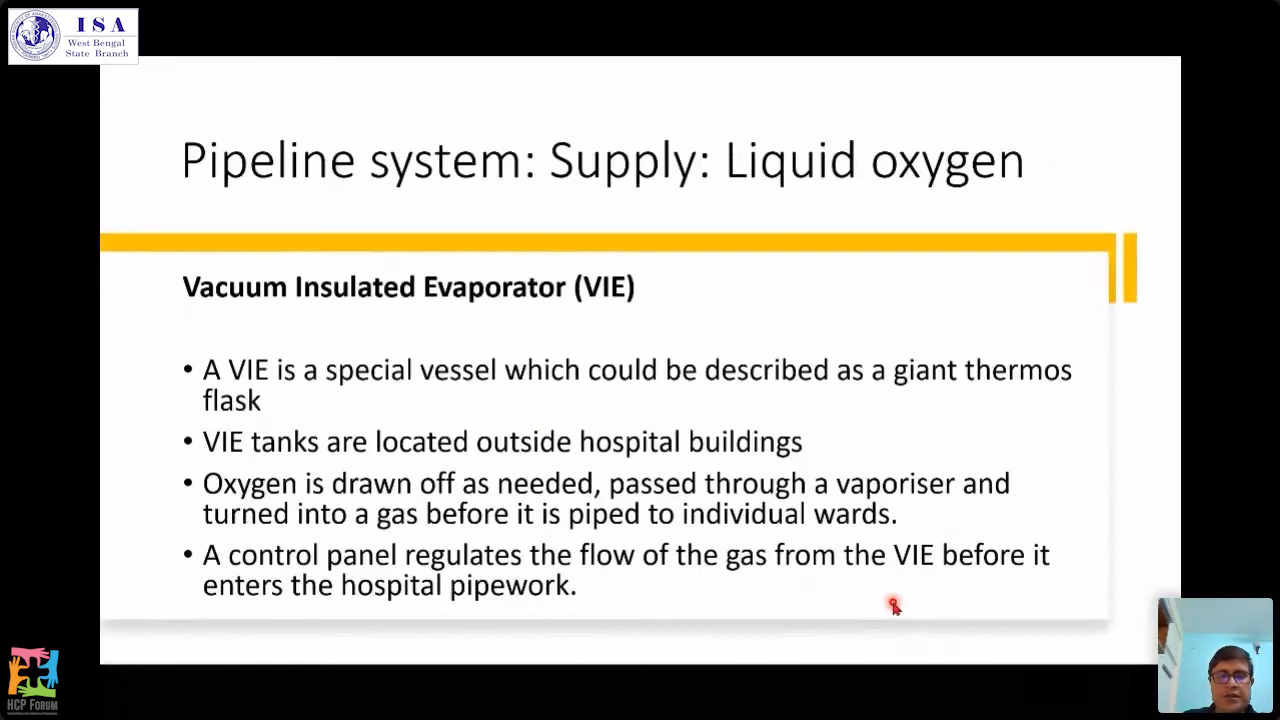 I S A
West Bengal
State Branch
Pipeline system: Supply: Liquid oxygen
Vacuum Insulated Evaporator (VIE)
• A VIE is a special vessel which could be described as a giant thermos
flask
• VIE tanks are located outside hospital buildings
• Oxygen is drawn off as needed, passed through a vaporiser and
turned into a gas before it is piped to individual wards.
• A control panel regulates the flow of the gas from the VIE before it
enters the hospital pipework.
HCP FORUM